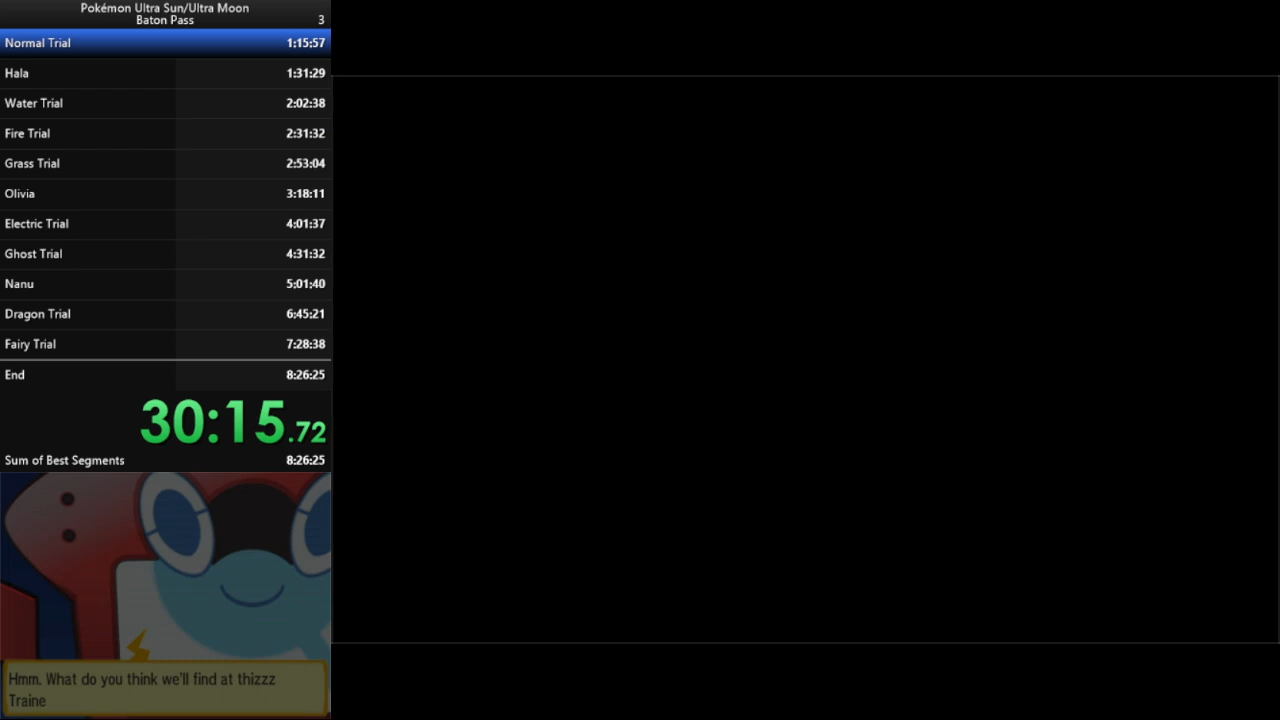 Pokémon Ultra Sun/Ultra Moon
Baton Pass 3
Normal Trial 1:15:57
Hala 1:31:29
Water Trial 2:02:38
Fire Trial 2:31:32
Grass Trial 2:53:04
Olivia 3:18:11
Electric Trial 4:01:37
Ghost Trial 4:31:32
Nanu 5:01:40
Dragon Trial 6:45:21
Fairy Trial 7:28:38
End 8:26:25
30:15.72
Sum of Best Segments 8:26:25
Hmm. What do you think we'll find at thizzz
Traine